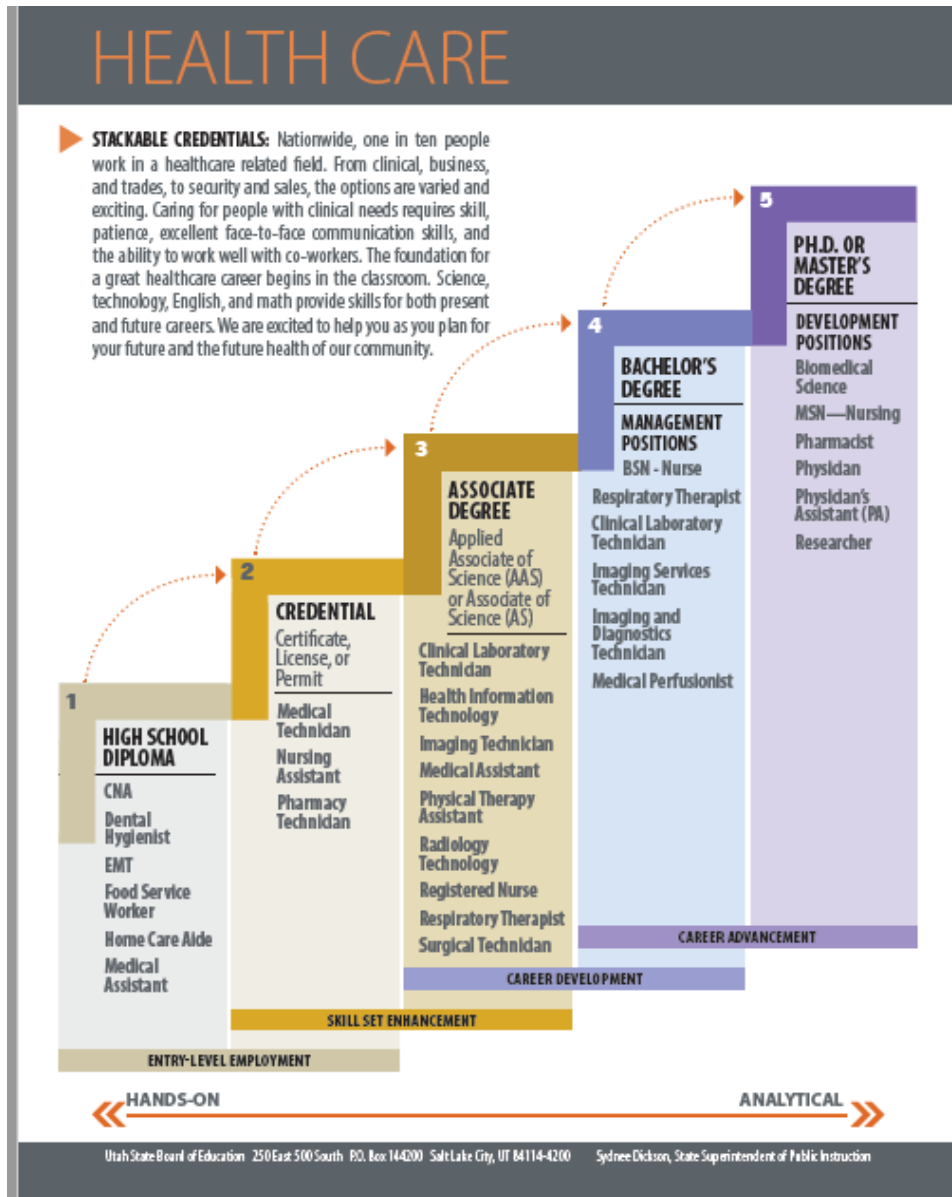 HEALTH CARE
STACKABLE CREDENTIALS: Nationwide, one in ten people
work in a healthcare related field. From clinical, business,
and trades, to security and sales, the options are varied and
exciting. Caring for people with clinical needs requires skill,
patience, excellent face-to-face communication skills, and
the ability to work well with co-workers. The foundation for
a great healthcare career begins in the classroom. Science,
technology, English, and math provide skills for both present
and future careers. We are excited to help you as you plan for
your future and the future health of our community.
1
HIGH SCHOOL
DIPLOMA
CNA
Dental
Hygienist
EMT
Food Service
Worker
Home Care Aide
Medical
Assistant
2
CREDENTIAL
Certificate,
License, or
Permit
Medical
Technician
Nursing
Assistant
Pharmacy
Technician
3
ASSOCIATE
DEGREE
Applied
Associate of
Science (AAS)
or Associate of
Science (AS)
Clinical Laboratory
Technician
Health Information
Technology
Imaging Technician
Medical Assistant
Physical Therapy
Assistant
Radiology
Technology
Registered Nurse
Respiratory Therapist
Surgical Technician
4
BACHELOR'S
DEGREE
MANAGEMENT
POSITIONS
BSN - Nurse
Respiratory Therapist
Clinical Laboratory
Technician
Imaging Services
Technician
Imaging and
Diagnostics
Technician
Medical Perfusionist
5
PH.D. OR
MASTER'S
DEGREE
DEVELOPMENT
POSITIONS
Biomedical
Science
MSN—Nursing
Pharmacist
Physician
Physician's
Assistant (PA)
Researcher
CAREER ADVANCEMENT
CAREER DEVELOPMENT
SKILL SET ENHANCEMENT
ENTRY-LEVEL EMPLOYMENT
HANDS-ON
ANALYTICAL
Utah State Board of Education 250 East 500 South P.O. Box 144200 Salt Lake City, UT 84114-4200 Sydnee Dickson, State Superintendent of Public Instruction